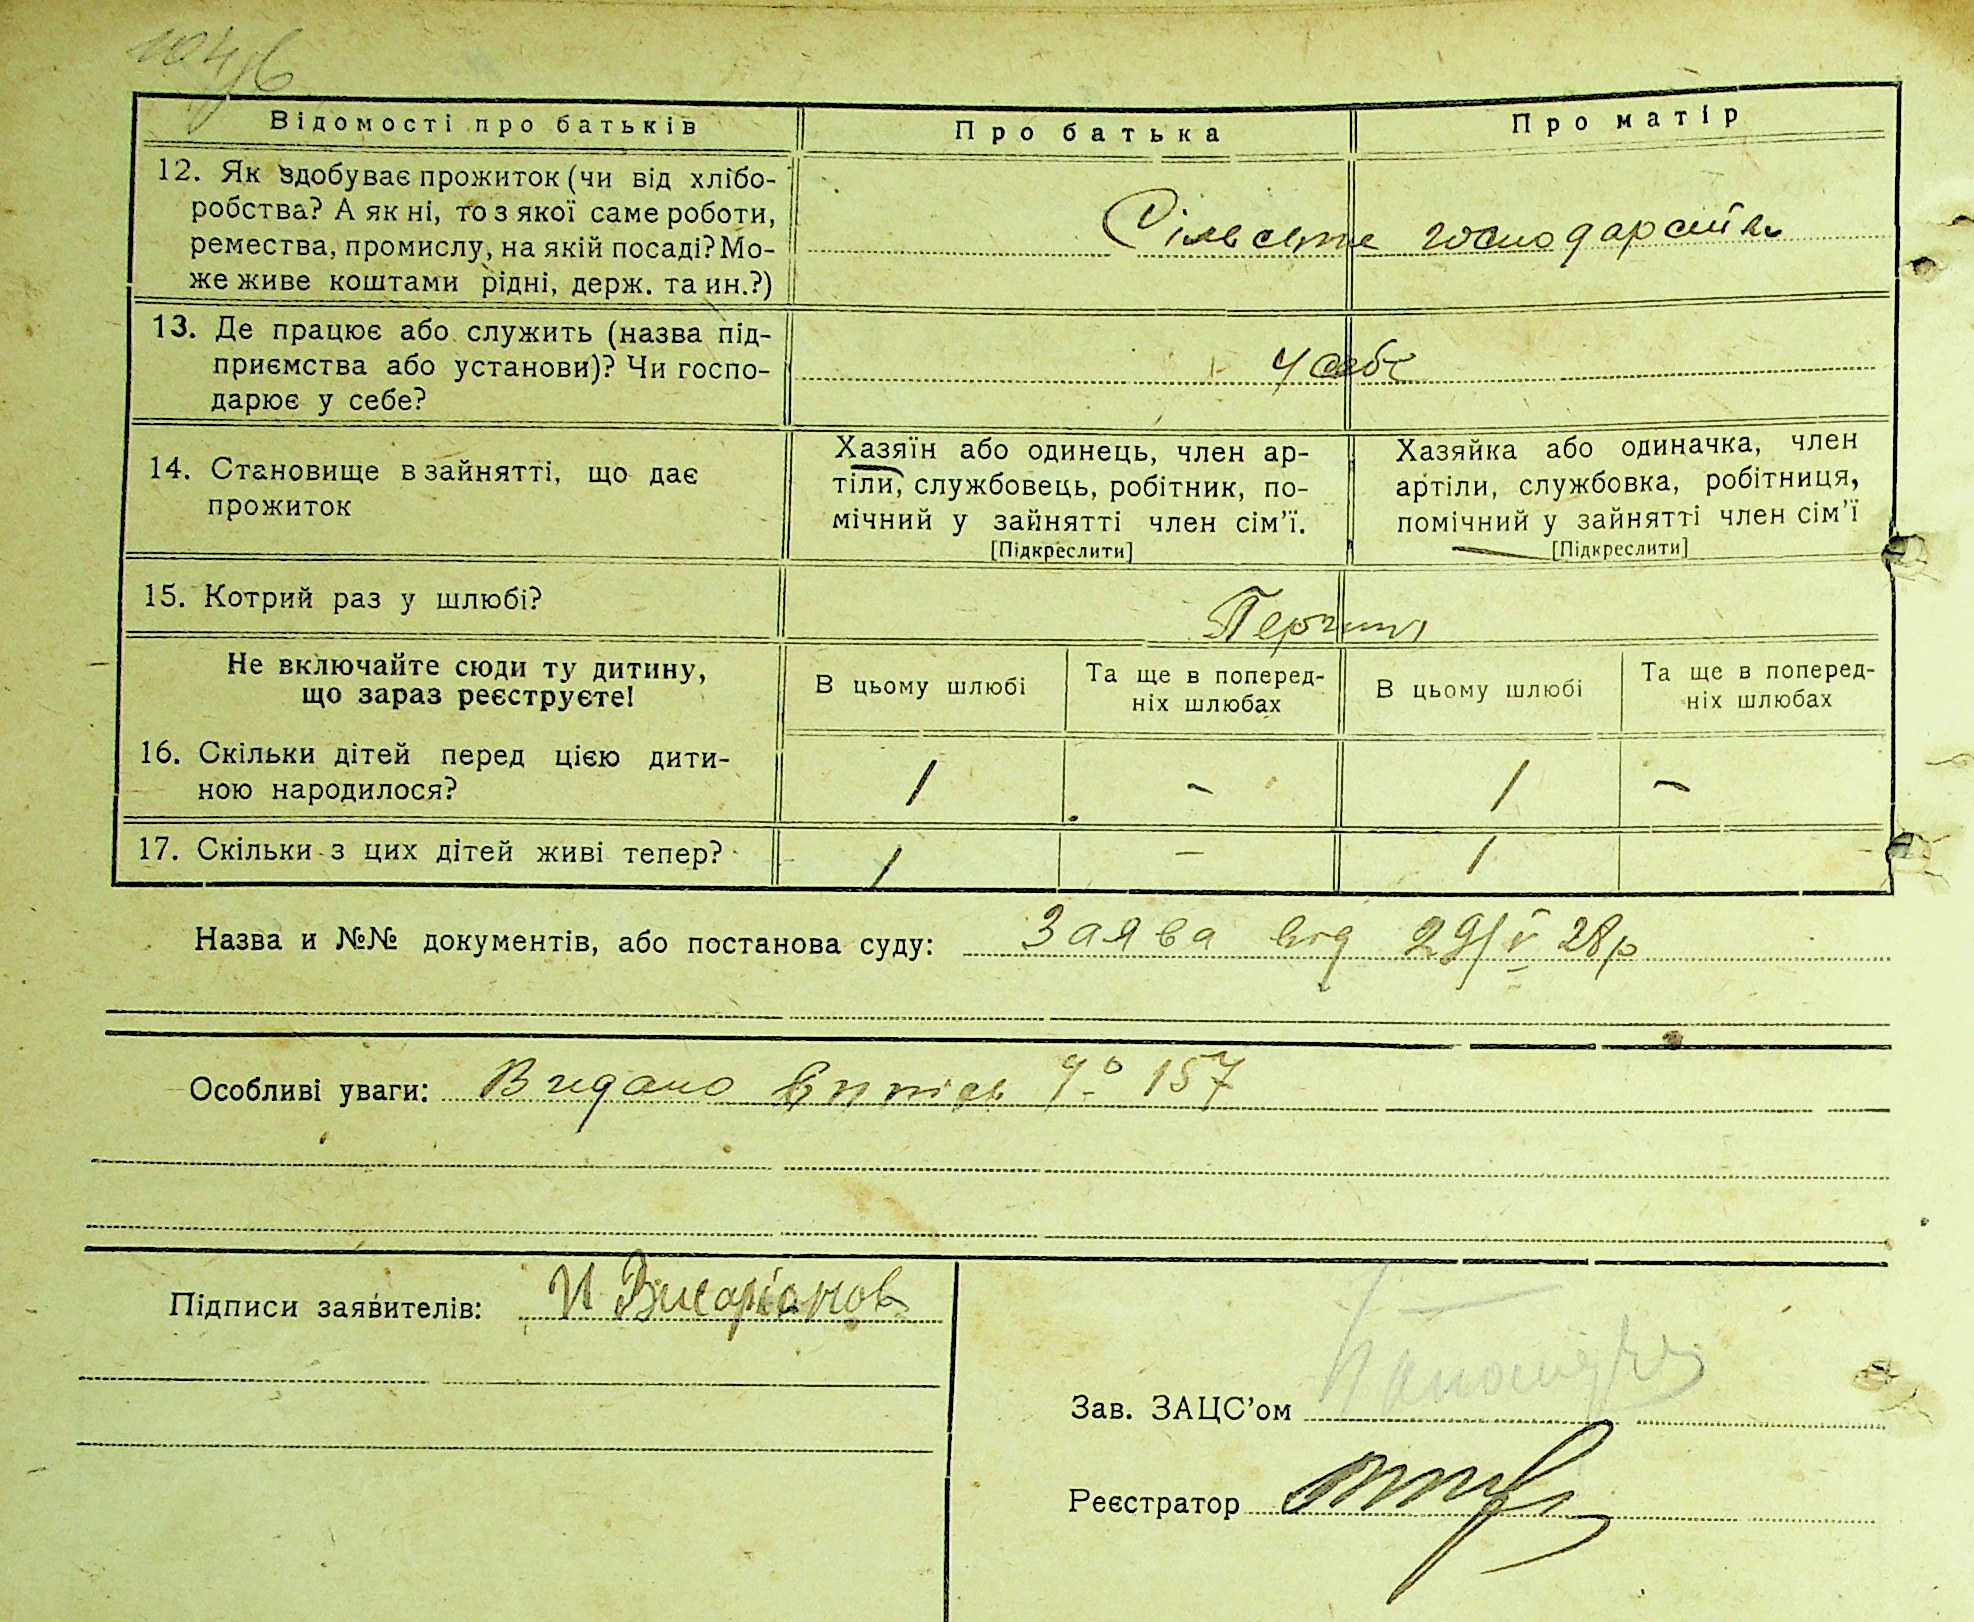 Відомості про батьків Про батька Про матір
12. Як здобуває прожиток (чи від хлібо-
робства? А як ні, то з якої саме роботи,
ремества, промислу, на якій посаді? Мо-
же живе коштами рідні, держ. та ин.?)
Сільське господарство
13. Де працює або служить (назва під-
приємства або установи)? Чи госпо-
дарює у себе?
у себе
14. Становище в зайнятті, що дає
прожиток
Хазяїн або одинець, член ар-
тіли, службовець, робітник, по-
мічний у зайнятті член сім’ї.
[Підкреслити]
Хазяйка або одиначка, член
артіли, службовка, робітниця,
помічний у зайнятті член сім’ї
[Підкреслити]
15. Котрий раз у шлюбі?
Не включайте сюди ту дитину,
що зараз реєструєте!
В цьому шлюбі
Та ще в поперед-
ніх шлюбах
В цьому шлюбі
Та ще в поперед-
ніх шлюбах
16. Скільки дітей перед цією дити-
ною народилося?
1 - 1 -
17. Скільки з цих дітей живі тепер?
1 - 1
Назва и №№ документів, або постанова суду: Заява від 29/V 28р
Особливі уваги: Видано випись № 157
Підписи заявителів: И Висаріонов
Зав. ЗАЦС’ом
Реєстратор